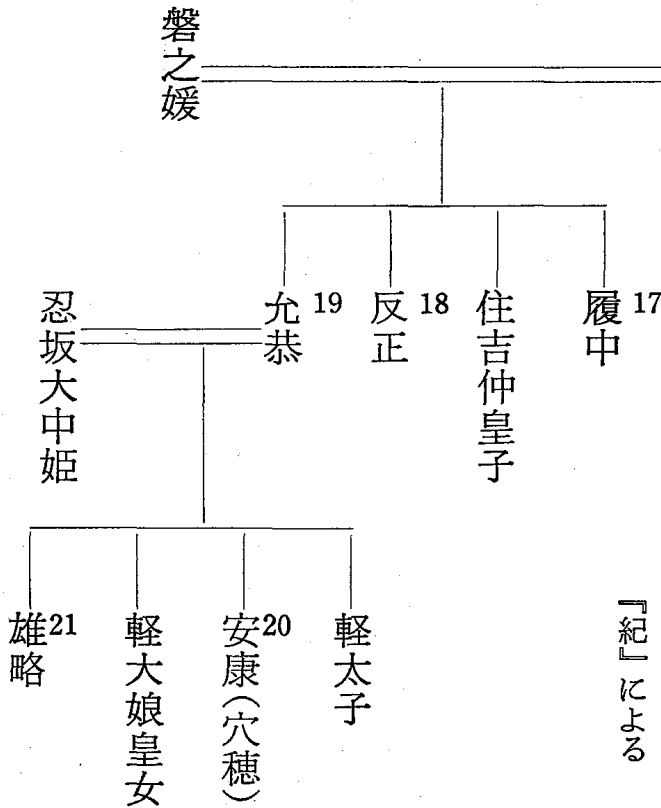 磐之媛
履中 17
住吉仲皇子
反正 18
允恭 19
忍坂大中姫
軽太子
安康(穴穂) 20
軽大娘皇女
雄略 21
『紀』による